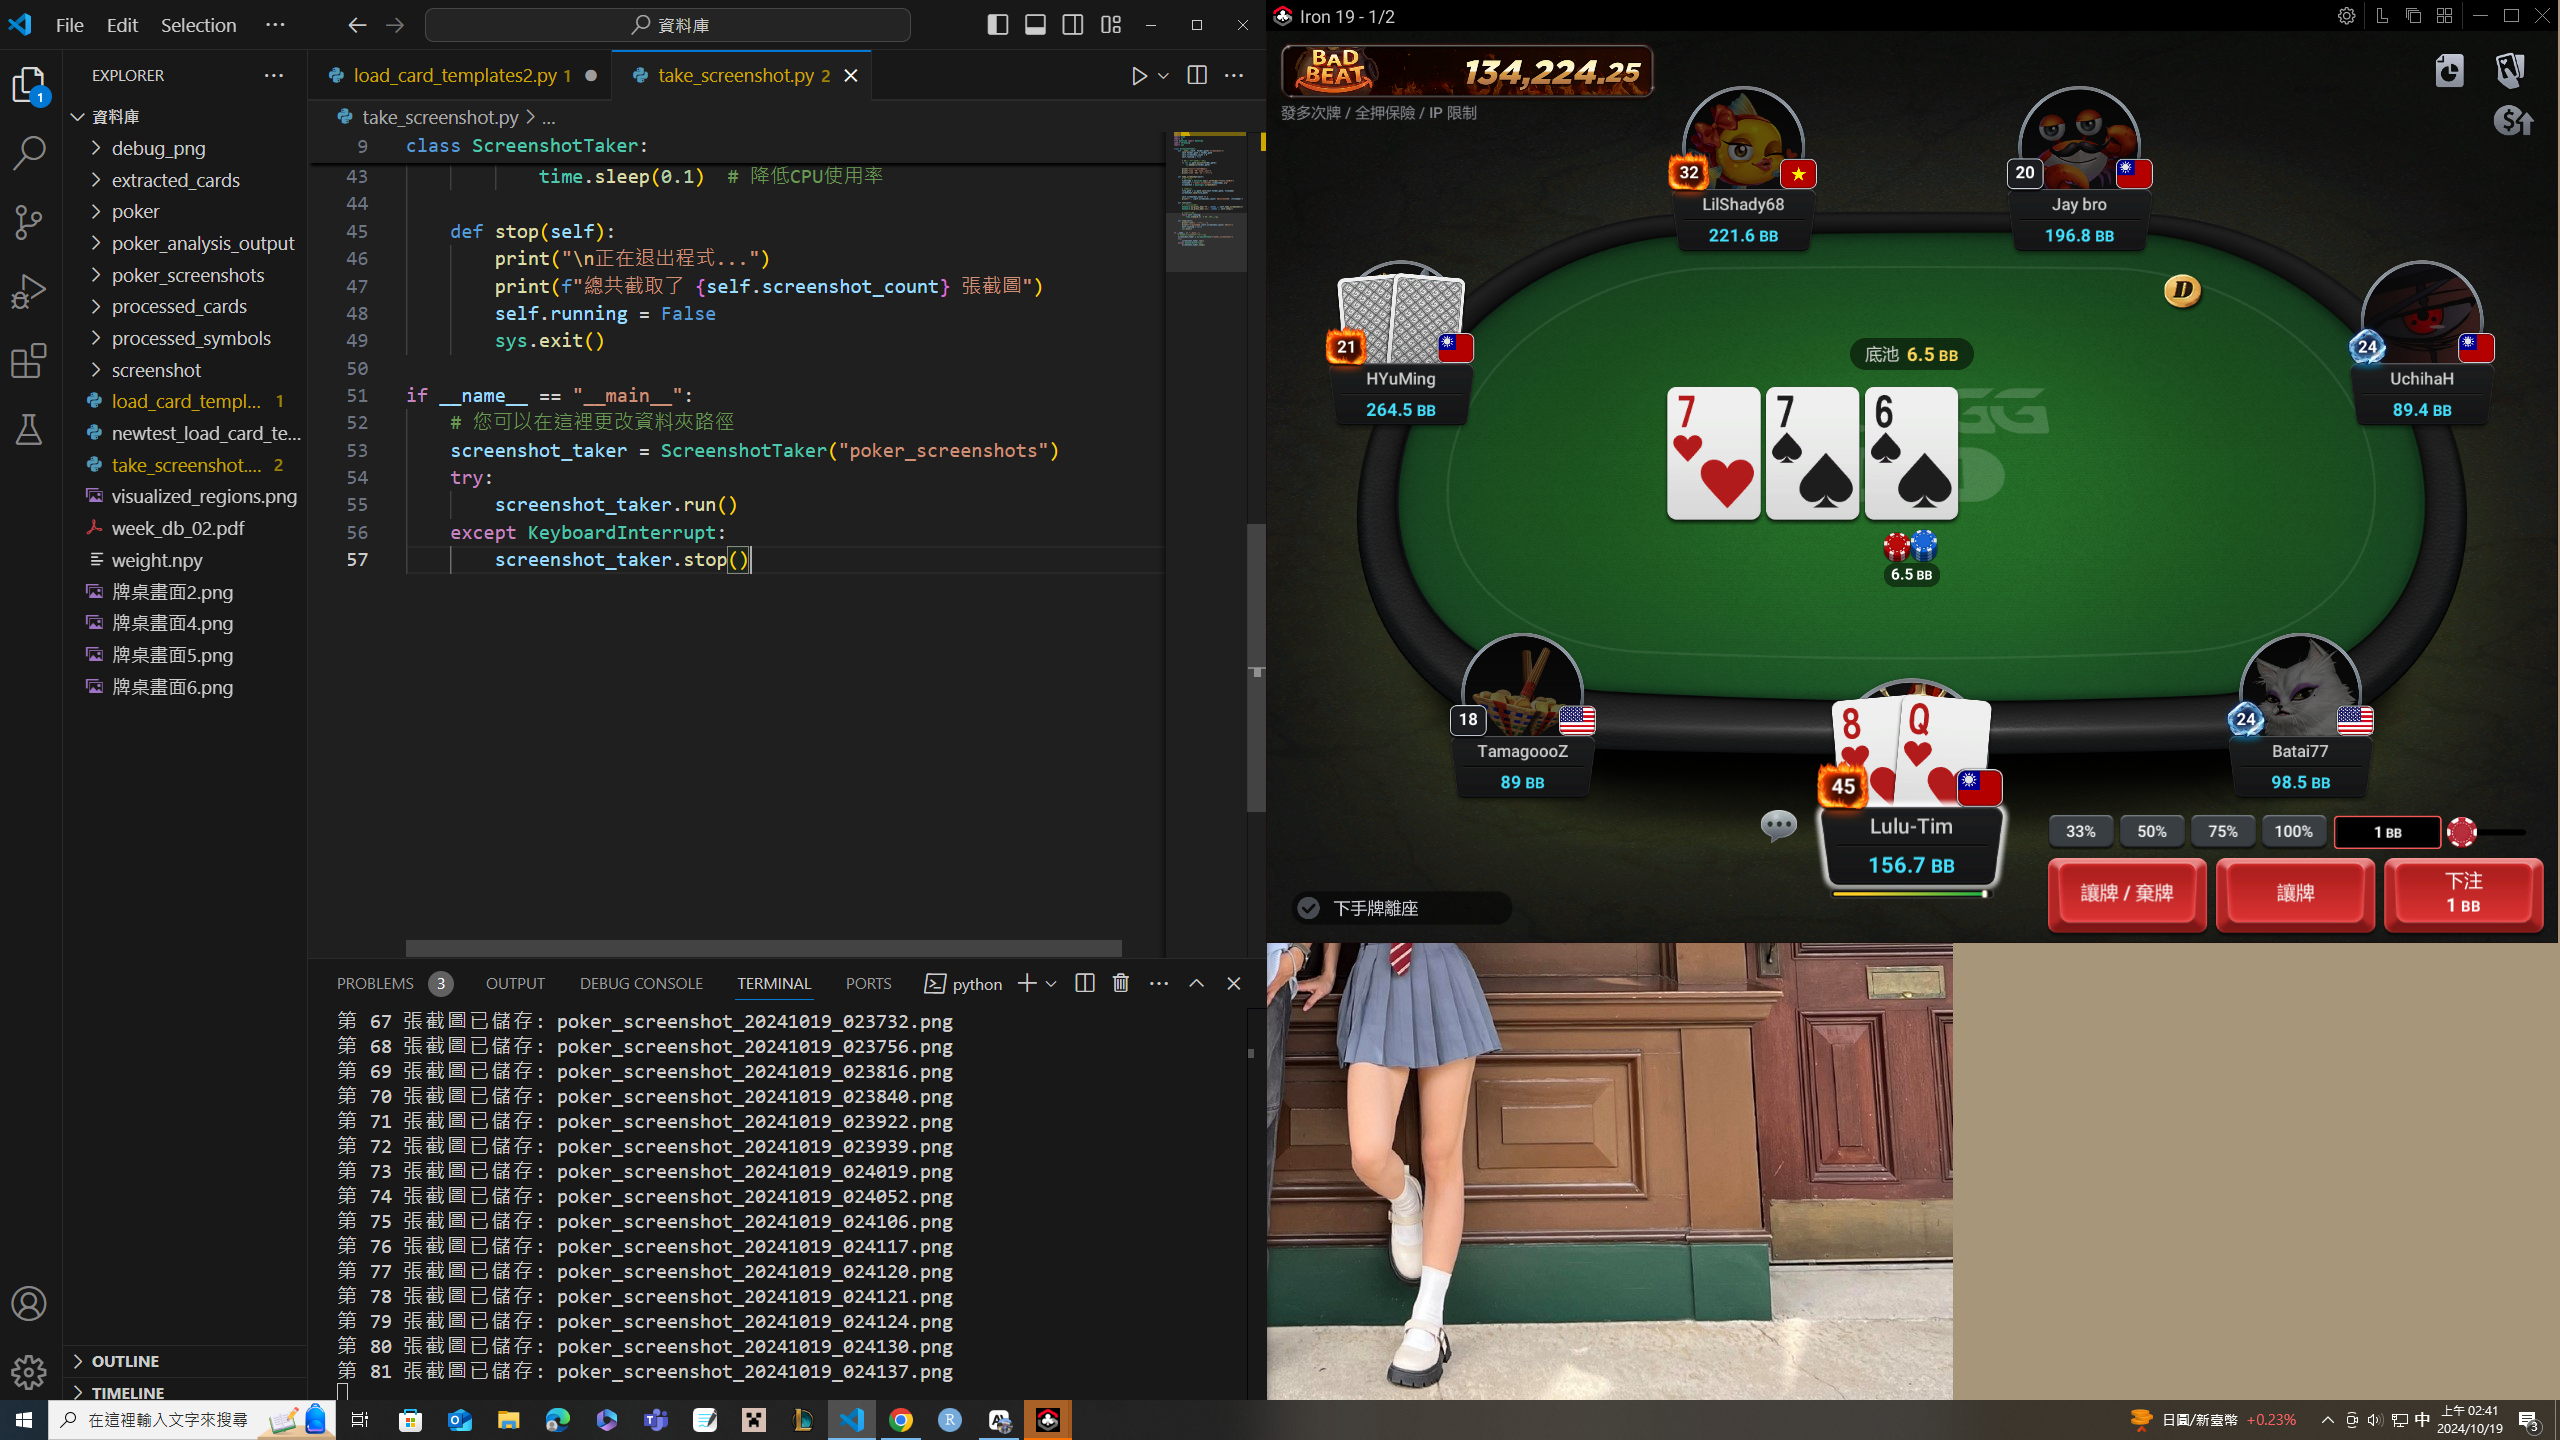 File Edit Selection ...
資料庫
EXPLORER
資料庫
debug_png
extracted_cards
poker
poker_analysis_output
poker_screenshots
processed_cards
processed_symbols
screenshot
load_card_templ... 1
newtest_load_card_te...
take_screenshot.... 2
visualized_regions.png
week_db_02.pdf
weight.npy
牌桌畫面2.png
牌桌畫面4.png
牌桌畫面5.png
牌桌畫面6.png
OUTLINE
TIMELINE
1
load_card_templates2.py 1
take_screenshot.py 2
take_screenshot.py > ...
9 class ScreenshotTaker:
43 time.sleep(0.1) # 降低CPU使用率
44
45 def stop(self):
46 print("\n正在退出程式...")
47 print(f"總共截取了 {self.screenshot_count} 張截圖")
48 self.running = False
49 sys.exit()
50
51 if __name__ == "__main__":
52 # 您可以在這裡更改資料夾路徑
53 screenshot_taker = ScreenshotTaker("poker_screenshots")
54 try:
55 screenshot_taker.run()
56 except KeyboardInterrupt:
57 screenshot_taker.stop()
PROBLEMS 3 OUTPUT DEBUG CONSOLE TERMINAL PORTS python
第 67 張截圖已儲存: poker_screenshot_20241019_023732.png
第 68 張截圖已儲存: poker_screenshot_20241019_023756.png
第 69 張截圖已儲存: poker_screenshot_20241019_023816.png
第 70 張截圖已儲存: poker_screenshot_20241019_023840.png
第 71 張截圖已儲存: poker_screenshot_20241019_023922.png
第 72 張截圖已儲存: poker_screenshot_20241019_023939.png
第 73 張截圖已儲存: poker_screenshot_20241019_024019.png
第 74 張截圖已儲存: poker_screenshot_20241019_024052.png
第 75 張截圖已儲存: poker_screenshot_20241019_024106.png
第 76 張截圖已儲存: poker_screenshot_20241019_024117.png
第 77 張截圖已儲存: poker_screenshot_20241019_024120.png
第 78 張截圖已儲存: poker_screenshot_20241019_024121.png
第 79 張截圖已儲存: poker_screenshot_20241019_024124.png
第 80 張截圖已儲存: poker_screenshot_20241019_024130.png
第 81 張截圖已儲存: poker_screenshot_20241019_024137.png
Iron 19 - 1/2
BAD BEAT 134,224.25
發多次牌 / 全押保險 / IP 限制
32
LilShady68
221.6 BB
20
Jay bro
196.8 BB
D
21
HYuMing
264.5 BB
24
UchihaH
89.4 BB
底池 6.5 BB
7 7 6
6.5 BB
18
TamagoooZ
89 BB
8 Q
45
Lulu-Tim
156.7 BB
24
Batai77
98.5 BB
33% 50% 75% 100% 1 BB
讓牌 / 棄牌
讓牌
下注
1 BB
下手牌離座
在這裡輸入文字來搜尋
日圓/新臺幣 +0.23%
中
上午 02:41
2024/10/19
3